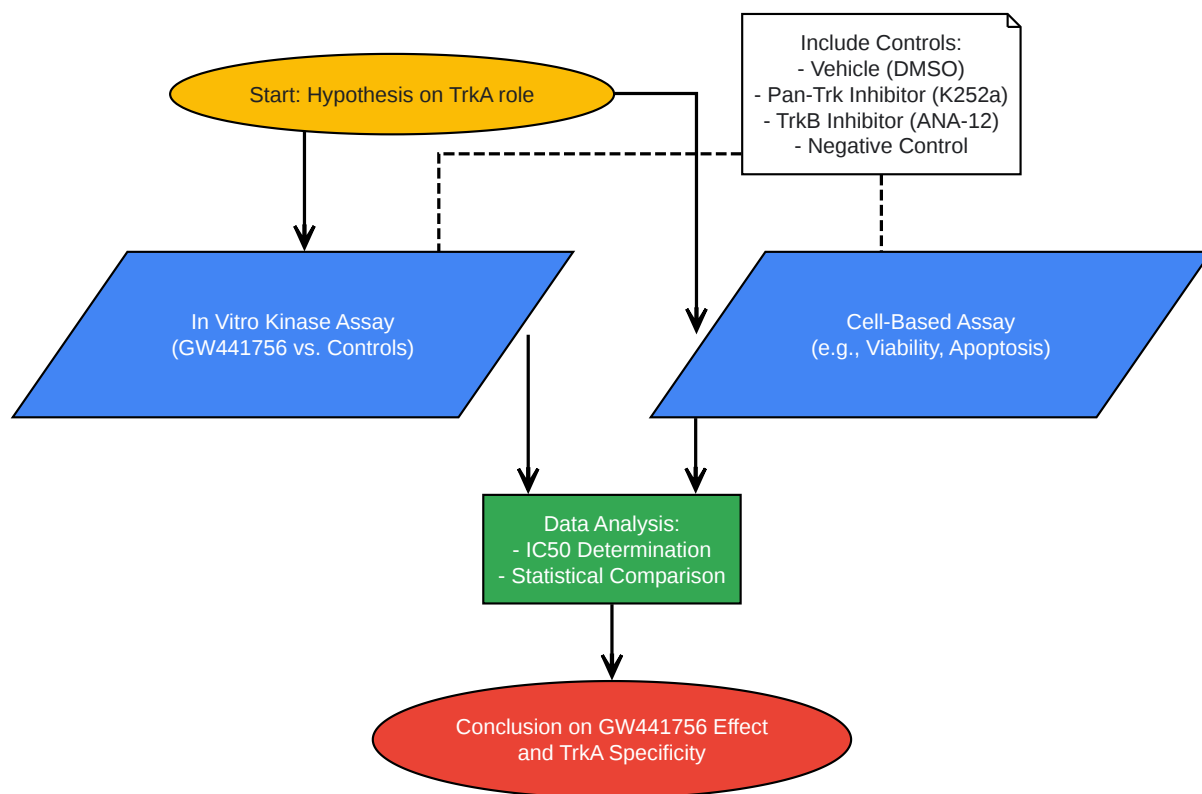 Start: Hypothesis on TrkA role
Include Controls:
- Vehicle (DMSO)
- Pan-Trk Inhibitor (K252a)
- TrkB Inhibitor (ANA-12)
- Negative Control
In Vitro Kinase Assay
(GW441756 vs. Controls)
Cell-Based Assay
(e.g., Viability, Apoptosis)
Data Analysis:
- IC50 Determination
- Statistical Comparison
Conclusion on GW441756 Effect
and TrkA Specificity